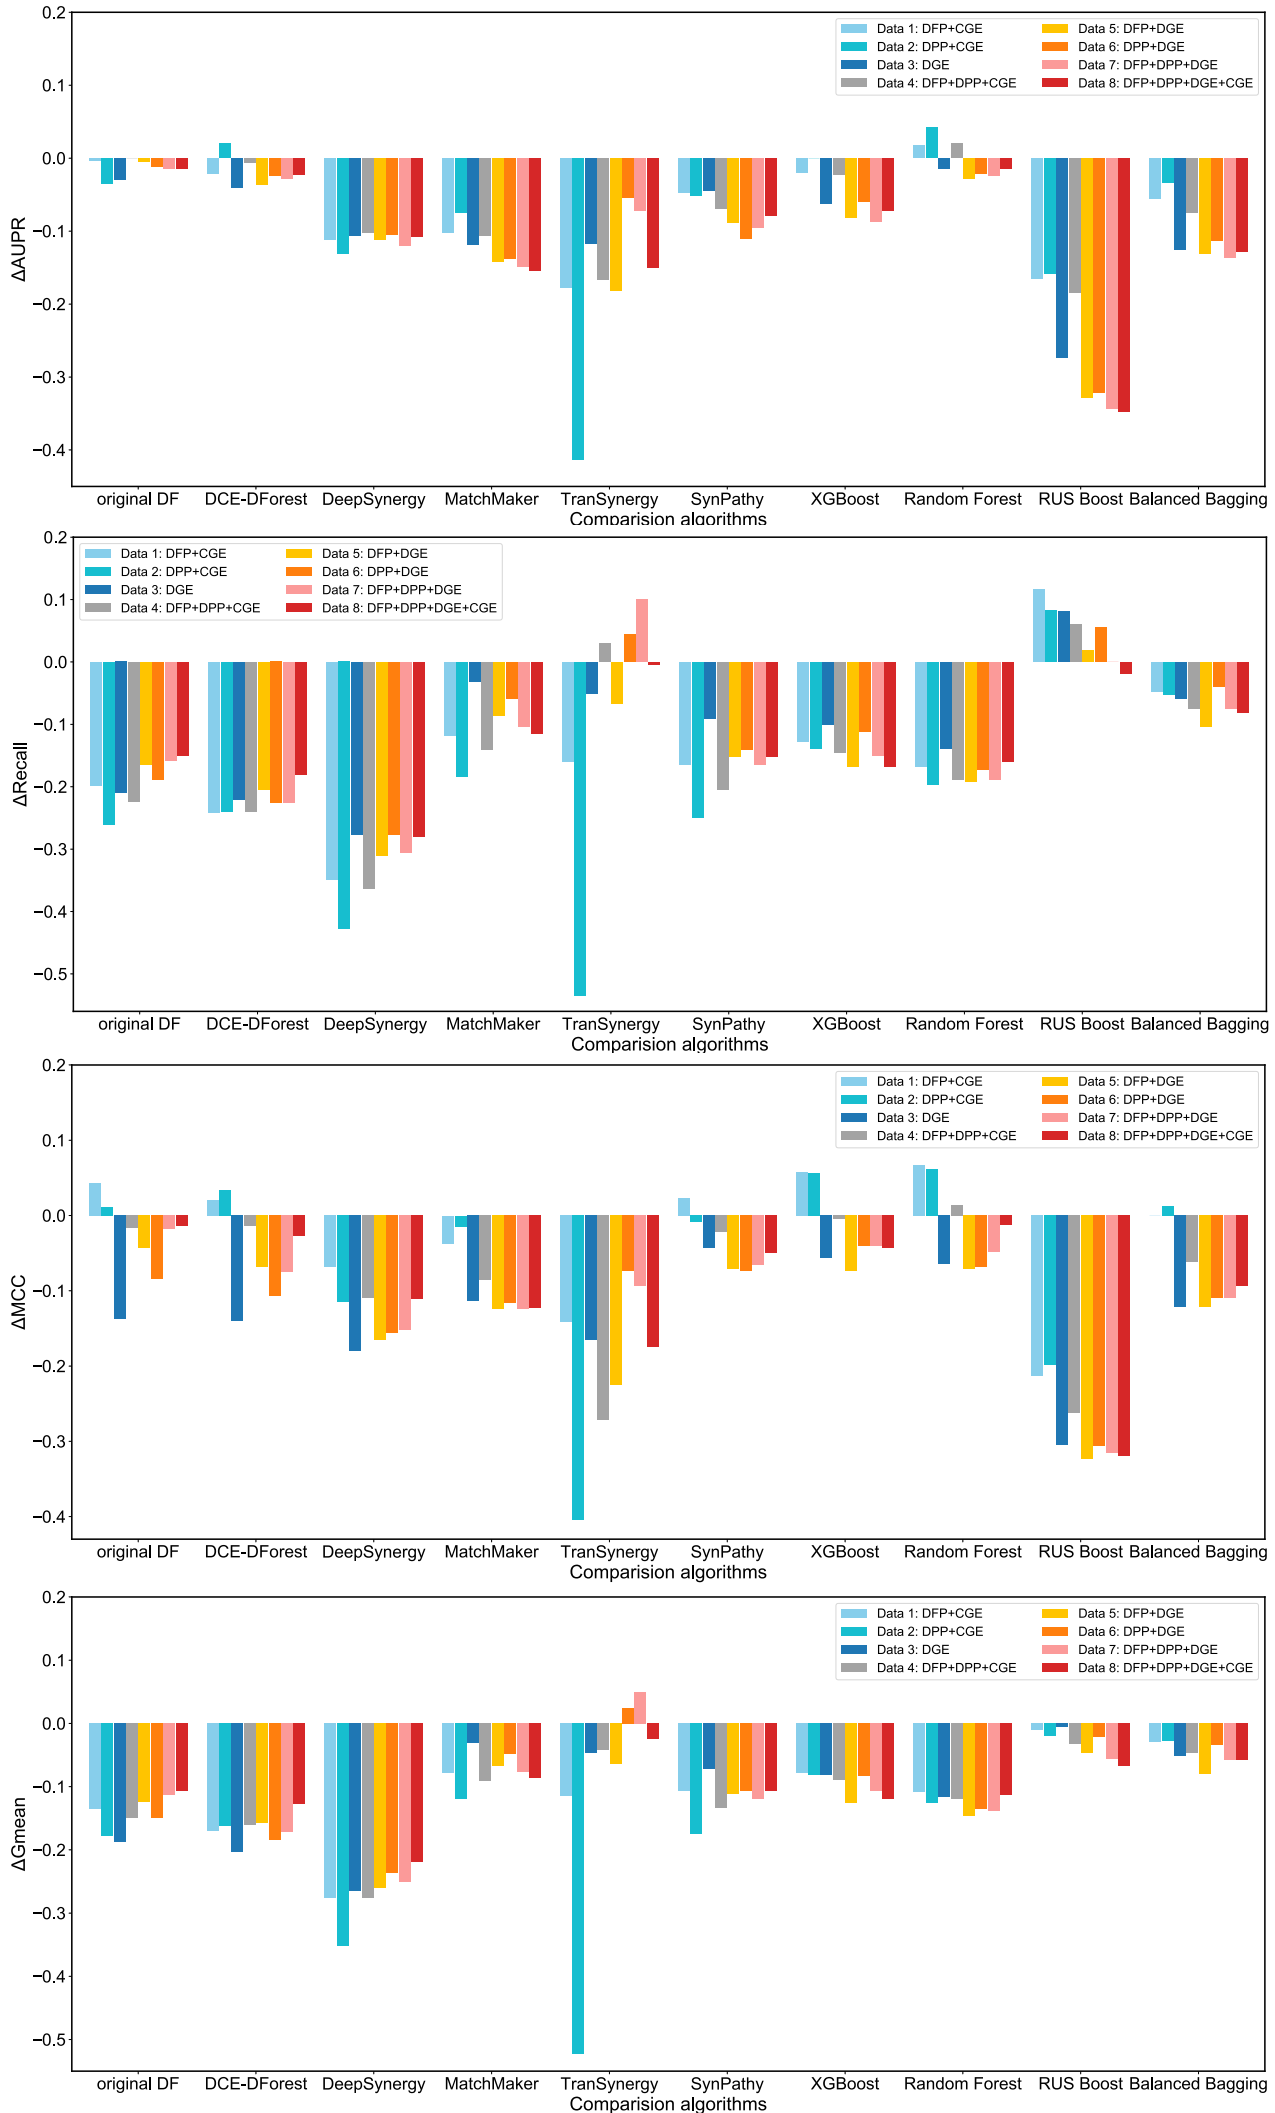 0.2
Data 1: DFP+CGE
Data 5: DFP+DGE
Data 2: DPP+CGE
Data 6: DPP+DGE
Data 3: DGE
Data 7: DFP+DPP+DGE
Data 4: DFP+DPP+CGE
Data 8: DFP+DPP+DGE+CGE
0.1
0.0
−0.1
−0.2
−0.3
−0.4
ΔAUPR
original DF DCE-DForest DeepSynergy MatchMaker TranSynergy SynPathy XGBoost Random Forest RUS Boost Balanced Bagging
Comparision algorithms
0.2
Data 1: DFP+CGE
Data 5: DFP+DGE
Data 2: DPP+CGE
Data 6: DPP+DGE
Data 3: DGE
Data 7: DFP+DPP+DGE
Data 4: DFP+DPP+CGE
Data 8: DFP+DPP+DGE+CGE
0.1
0.0
−0.1
−0.2
−0.3
−0.4
−0.5
ΔRecall
original DF DCE-DForest DeepSynergy MatchMaker TranSynergy SynPathy XGBoost Random Forest RUS Boost Balanced Bagging
Comparision algorithms
0.2
Data 1: DFP+CGE
Data 5: DFP+DGE
Data 2: DPP+CGE
Data 6: DPP+DGE
Data 3: DGE
Data 7: DFP+DPP+DGE
Data 4: DFP+DPP+CGE
Data 8: DFP+DPP+DGE+CGE
0.1
0.0
−0.1
−0.2
−0.3
−0.4
ΔMCC
original DF DCE-DForest DeepSynergy MatchMaker TranSynergy SynPathy XGBoost Random Forest RUS Boost Balanced Bagging
Comparision algorithms
0.2
Data 1: DFP+CGE
Data 5: DFP+DGE
Data 2: DPP+CGE
Data 6: DPP+DGE
Data 3: DGE
Data 7: DFP+DPP+DGE
Data 4: DFP+DPP+CGE
Data 8: DFP+DPP+DGE+CGE
0.1
0.0
−0.1
−0.2
−0.3
−0.4
−0.5
ΔGmean
original DF DCE-DForest DeepSynergy MatchMaker TranSynergy SynPathy XGBoost Random Forest RUS Boost Balanced Bagging
Comparision algorithms